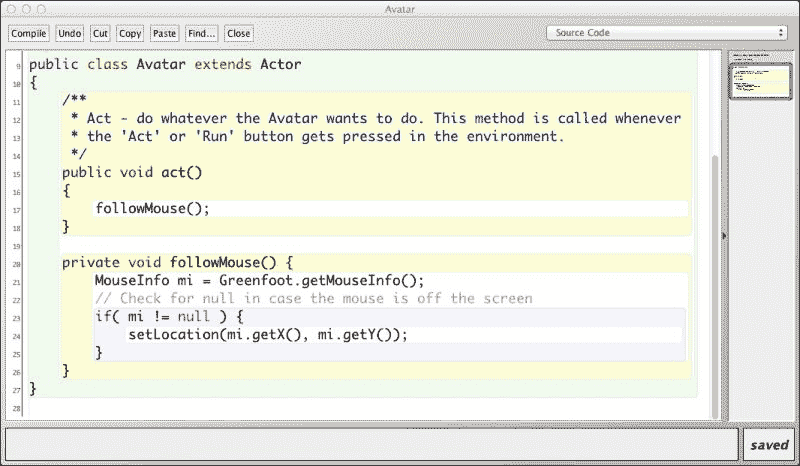 Avatar
Compile Undo Cut Copy Paste Find... Close Source Code
9 public class Avatar extends Actor
10 {
11 /**
12 * Act - do whatever the Avatar wants to do. This method is called whenever
13 * the 'Act' or 'Run' button gets pressed in the environment.
14 */
15 public void act()
16 {
17 followMouse();
18 }
19
20 private void followMouse() {
21 MouseInfo mi = Greenfoot.getMouseInfo();
22 // Check for null in case the mouse is off the screen
23 if( mi != null ) {
24 setLocation(mi.getX(), mi.getY());
25 }
26 }
27 }
28
saved